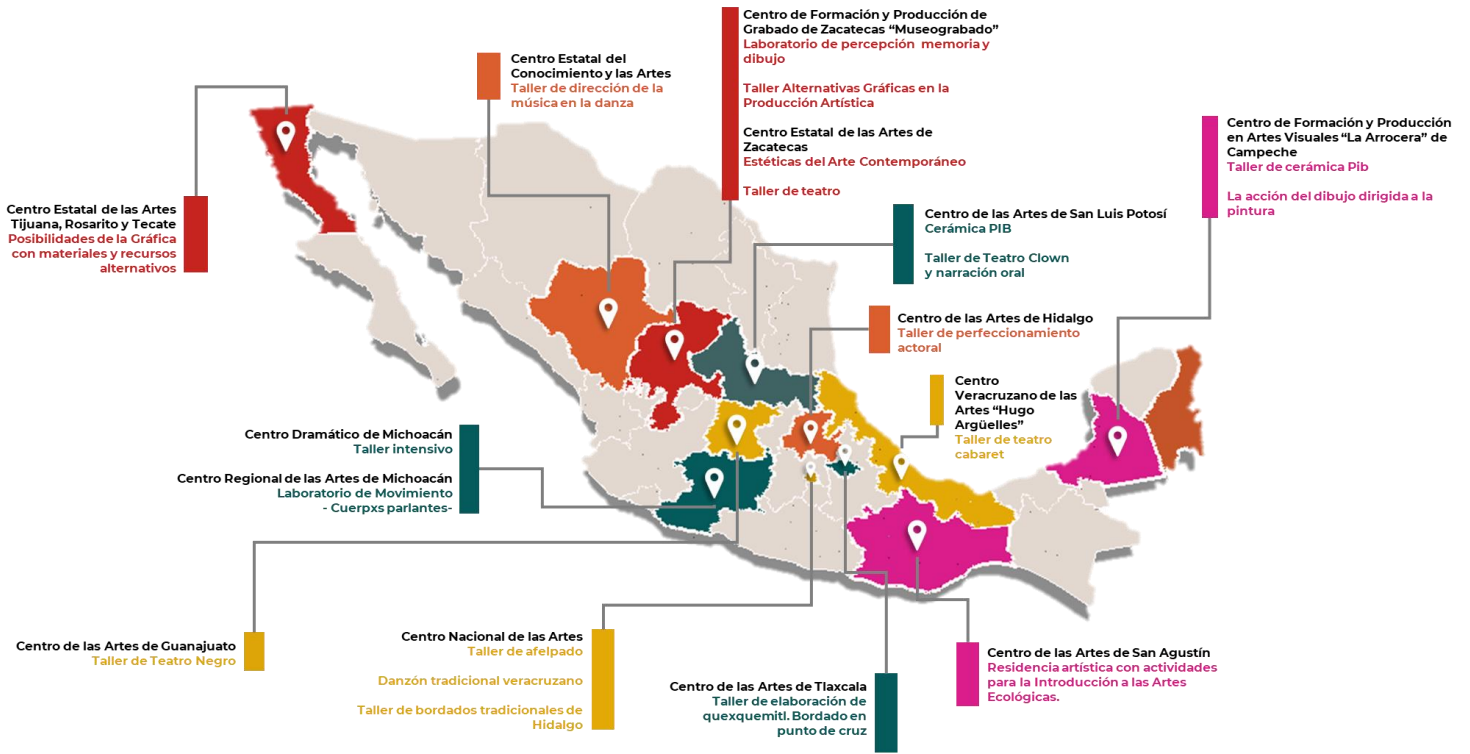 Centro de Formación y Producción de
Grabado de Zacatecas “Museograbado”
Laboratorio de percepción memoria y
dibujo
Taller Alternativas Gráficas en la
Producción Artística
Centro Estatal de las Artes de
Zacatecas
Estéticas del Arte Contemporáneo
Taller de teatro
Centro Estatal del
Conocimiento y las Artes
Taller de dirección de la
música en la danza
Centro de Formación y Producción
en Artes Visuales “La Arrocera” de
Campeche
Taller de cerámica Pib
La acción del dibujo dirigida a la
pintura
Centro Estatal de las Artes
Tijuana, Rosarito y Tecate
Posibilidades de la Gráfica
con materiales y recursos
alternativos
Centro de las Artes de San Luis Potosí
Cerámica PIB
Taller de Teatro Clown
y narración oral
Centro de las Artes de Hidalgo
Taller de perfeccionamiento
actoral
Centro
Veracruzano de las
Artes “Hugo
Argüelles”
Taller de teatro
cabaret
Centro Dramático de Michoacán
Taller intensivo
Centro Regional de las Artes de Michoacán
Laboratorio de Movimiento
- Cuerpxs parlantes-
Centro de las Artes de Guanajuato
Taller de Teatro Negro
Centro Nacional de las Artes
Taller de afelpado
Danzón tradicional veracruzano
Taller de bordados tradicionales de
Hidalgo
Centro de las Artes de Tlaxcala
Taller de elaboración de
quexquemitl. Bordado en
punto de cruz
Centro de las Artes de San Agustín
Residencia artística con actividades
para la Introducción a las Artes
Ecológicas.